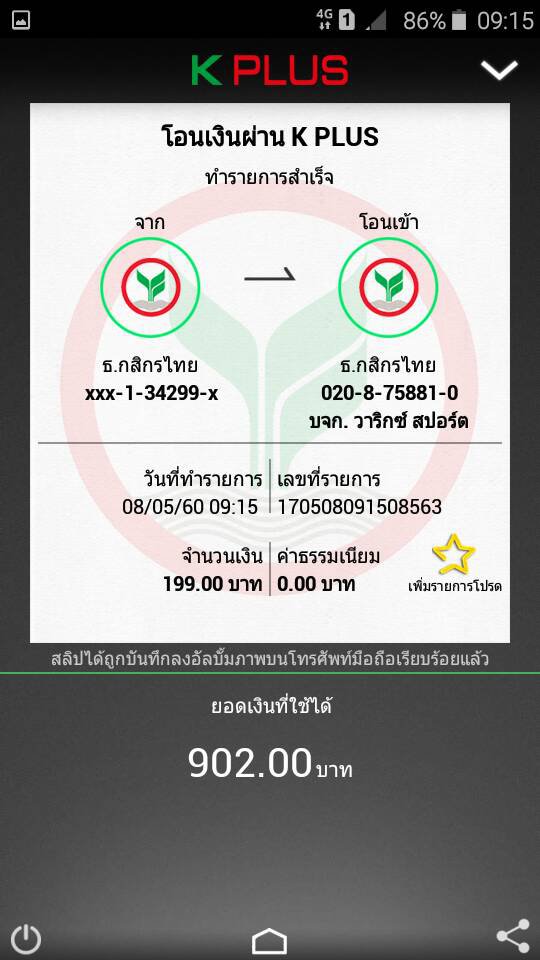 4G 1 86% 09:15
K PLUS
โอนเงินผ่าน K PLUS
ทำรายการสำเร็จ
จาก โอนเข้า
ธ.กสิกรไทย ธ.กสิกรไทย
xxx-1-34299-x 020-8-75881-0
บจก. วาริกซ์ สปอร์ต
วันที่ทำรายการ เลขที่รายการ
08/05/60 09:15 170508091508563
จำนวนเงิน ค่าธรรมเนียม
199.00 บาท 0.00 บาท
เพิ่มรายการโปรด
สลิปได้ถูกบันทึกลงอัลบั้มภาพบนโทรศัพท์มือถือเรียบร้อยแล้ว
ยอดเงินที่ใช้ได้
902.00 บาท